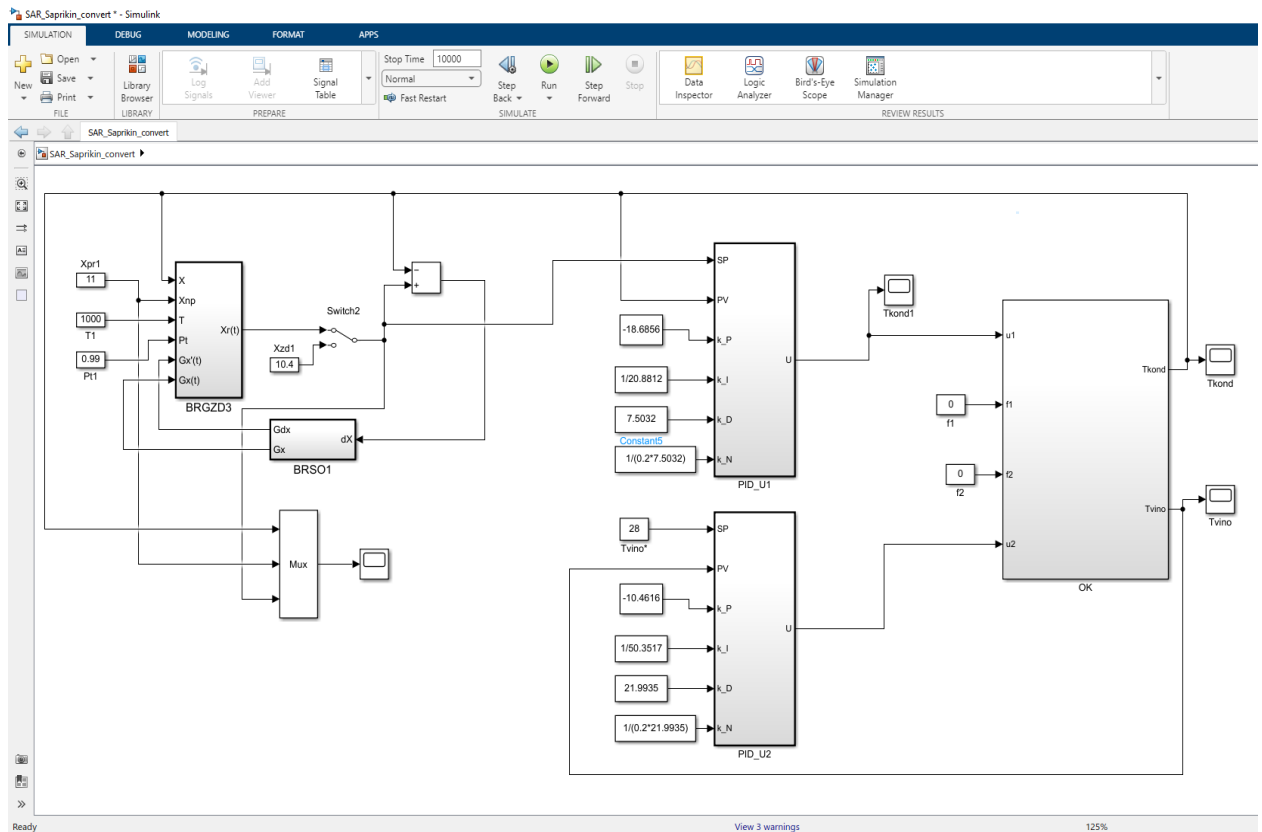 SAR_Saprikin_convert * - Simulink
SIMULATION DEBUG MODELING FORMAT APPS
New
Open
Save
Print
FILE
Library Browser
LIBRARY
Log Signals
Add Viewer
Signal Table
PREPARE
Stop Time 10000
Normal
Fast Restart
Step Back
Run
Step Forward
Stop
SIMULATE
Data Inspector
Logic Analyzer
Bird's-Eye Scope
Simulation Manager
REVIEW RESULTS
SAR_Saprikin_convert
SAR_Saprikin_convert
Xpr1
11
1000
T1
0.99
Pt1
X
Xnp
T
Pt
Gx'(t)
Gx(t)
Xr(t)
BRGZD3
Switch2
Xzd1
10.4
−
+
Gdx
Gx
dX
BRSO1
Mux
-18.6856
1/20.8812
7.5032
Constant5
1/(0.2*7.5032)
SP
PV
k_P
k_I
k_D
k_N
U
PID_U1
Tkond1
28
Tvino*
-10.4616
1/50.3517
21.9935
1/(0.2*21.9935)
SP
PV
k_P
k_I
k_D
k_N
U
PID_U2
0
f1
0
f2
u1
f1
f2
u2
Tkond
Tvino
OK
Tkond
Tvino
Ready
View 3 warnings
125%